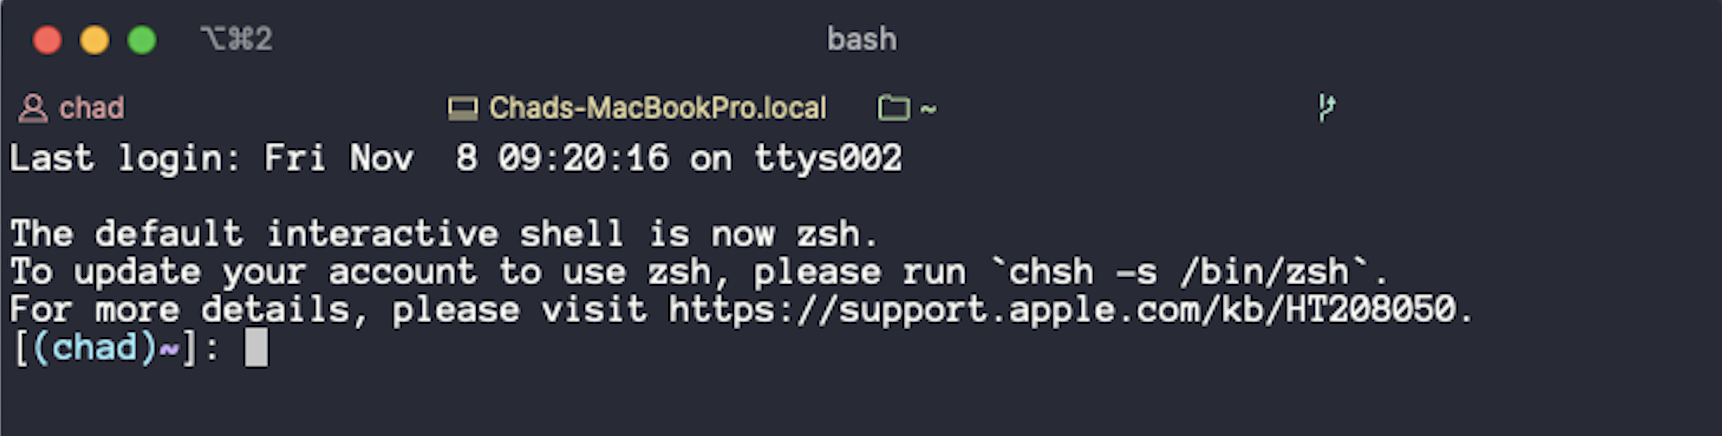 ⌥⌘2 bash
chad Chads-MacBookPro.local ~
Last login: Fri Nov  8 09:20:16 on ttys002
The default interactive shell is now zsh.
To update your account to use zsh, please run `chsh -s /bin/zsh`.
For more details, please visit https://support.apple.com/kb/HT208050.
[(chad)~]: